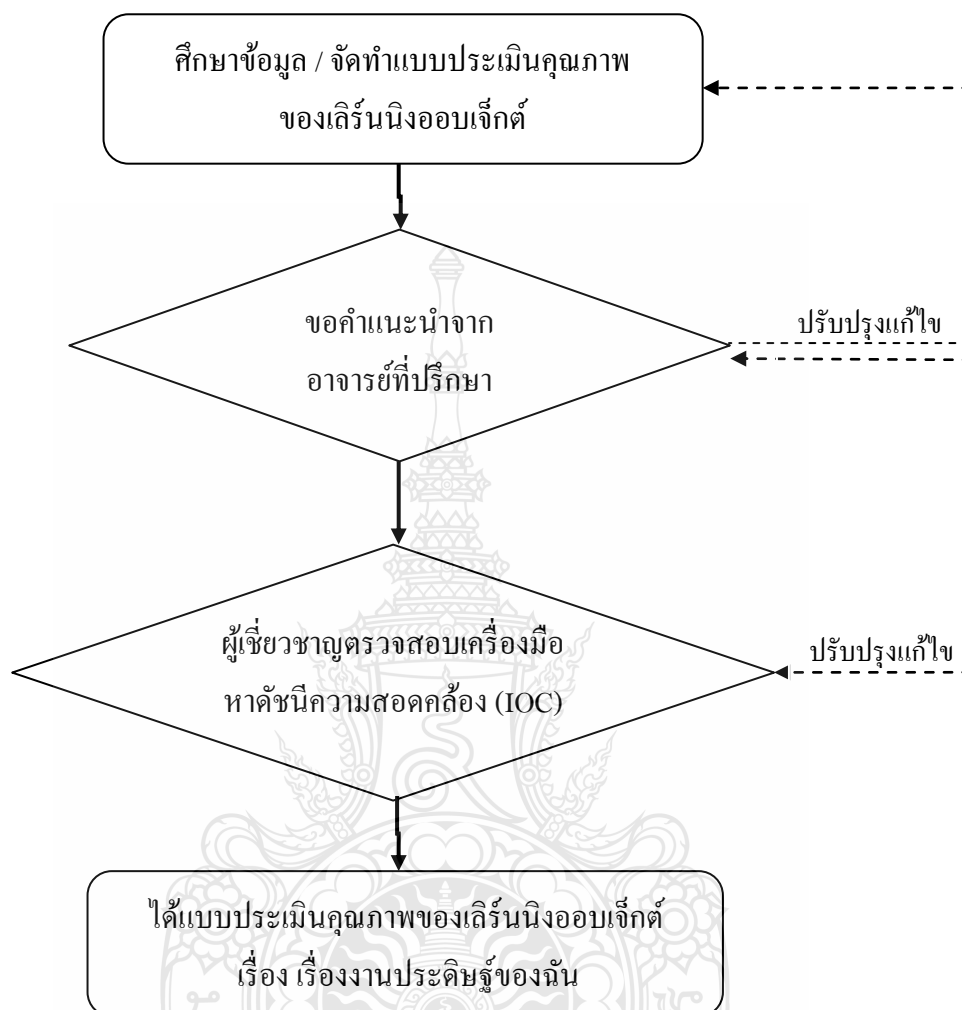 ศึกษาข้อมูล / จัดทำแบบประเมินคุณภาพ
ของเลิร์นนิงออบเจ็กต์
ขอคำแนะนำจาก
อาจารย์ที่ปรึกษา
ปรับปรุงแก้ไข
ผู้เชี่ยวชาญตรวจสอบเครื่องมือ
หาดัชนีความสอดคล้อง (IOC)
ปรับปรุงแก้ไข
ได้แบบประเมินคุณภาพของเลิร์นนิงออบเจ็กต์
เรื่อง เรื่องงานประดิษฐ์ของฉัน